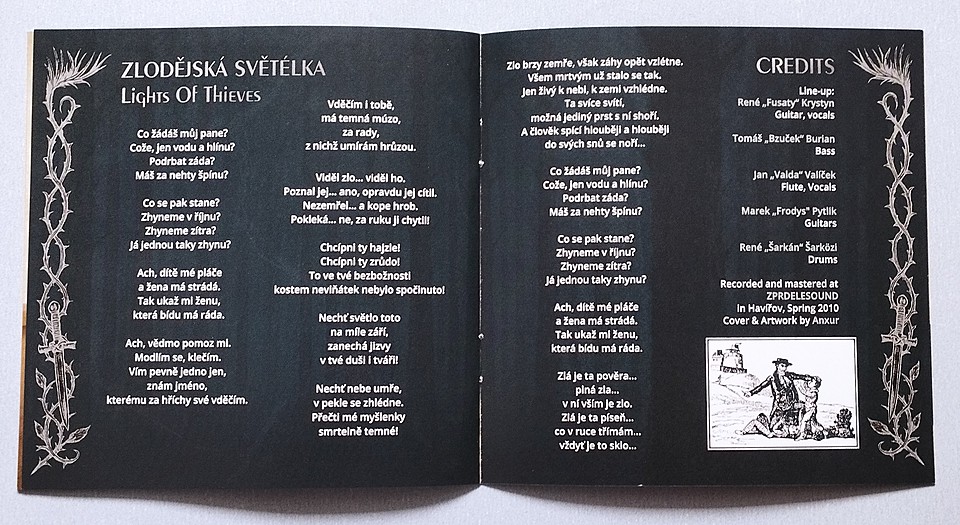 ZLODĚJSKÁ SVĚTÉLKA
Lights Of Thieves
Co žádáš můj pane?
Cože, jen vodu a hlínu?
Podrbat záda?
Máš za nehty špínu?
Co se pak stane?
Zhyneme v říjnu?
Zhyneme zítra?
Já jednou taky zhynu?
Ach, dítě mé pláče
a žena má strádá.
Tak ukaž mi ženu,
která bídu má ráda.
Ach, vědmo pomoz mi.
Modlím se, klečím.
Vím pevně jedno jen,
znám jméno,
kterému za hříchy své vděčím.
Vděčím i tobě,
má temná múzo,
za rady,
z nichž umírám hrůzou.
Viděl zlo... viděl ho.
Poznal jej... ano, opravdu jej cítil.
Nezemřel... a kope hrob.
Pokleká... ne, za ruku ji chytil!
Chcípni ty hajzle!
Chcípni ty zrůdo!
To ve tvé bezbožnosti
kostem neviňátek nebylo spočinuto!
Nechť světlo toto
na míle září,
zanechá jizvy
v tvé duši i tváři!
Nechť nebe umře,
v pekle se zhlédne.
Přečti mé myšlenky
smrtelně temné!
Zlo brzy zemře, však záhy opět vzlétne.
Všem mrtvým už stalo se tak.
Jen živý k nebi, k zemi vzhlédne.
Ta svíce svítí,
možná jediný prst s ní shoří.
A člověk spící hlouběji a hlouběji
do svých snů se noří...
Co žádáš můj pane?
Cože, jen vodu a hlínu?
Podrbat záda?
Máš za nehty špínu?
Co se pak stane?
Zhyneme v říjnu?
Zhyneme zítra?
Já jednou taky zhynu?
Ach, dítě mé pláče
a žena má strádá.
Tak ukaž mi ženu,
která bídu má ráda.
Zlá je ta pověra...
plná zla...
v ní vším je zlo.
Zlá je ta píseň...
co v ruce třímám...
vždyť je to sklo...
CREDITS
Line-up:
René „Fusaty“ Krystyn
Guitar, vocals
Tomáš „Bzuček“ Burian
Bass
Jan „Valda“ Valíček
Flute, Vocals
Marek „Frodys“ Pytlik
Guitars
René „Šarkán“ Šarközi
Drums
Recorded and mastered at
ZPRDELESOUND
in Havířov, Spring 2010
Cover & Artwork by Anxur